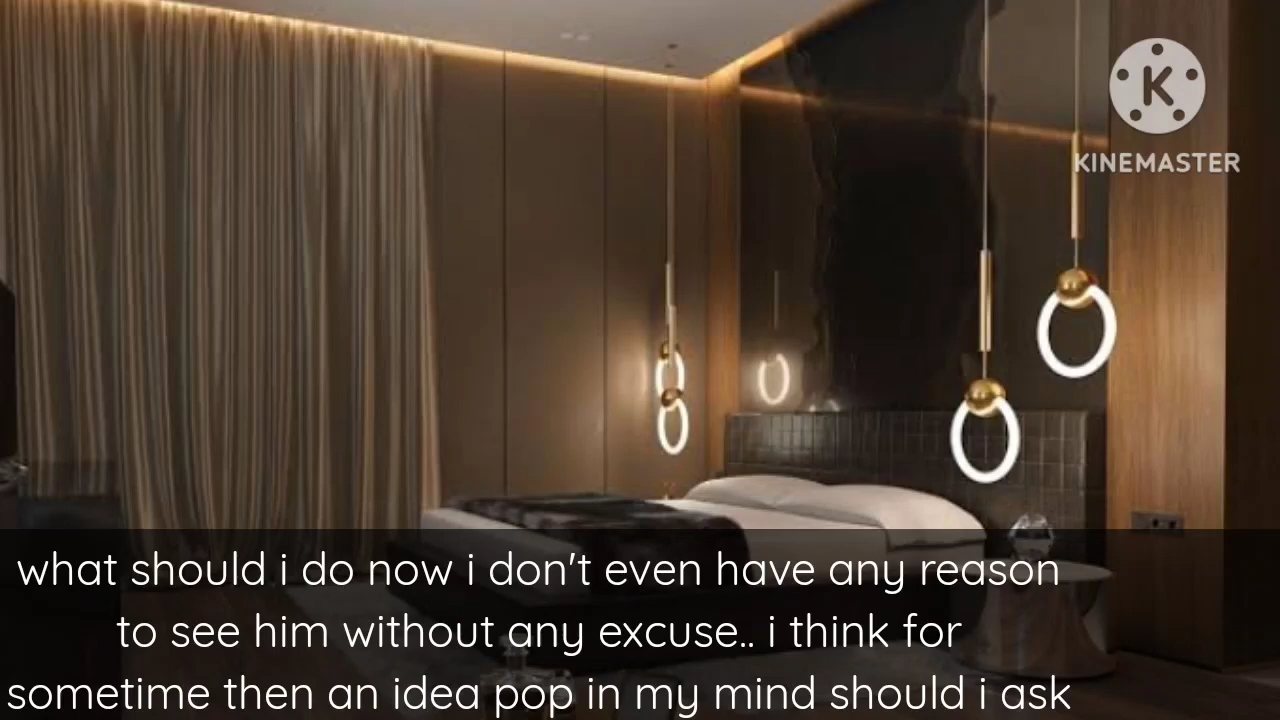 KINEMASTER
what should i do now i don't even have any reason
to see him without any excuse.. i think for
sometime then an idea pop in my mind should i ask